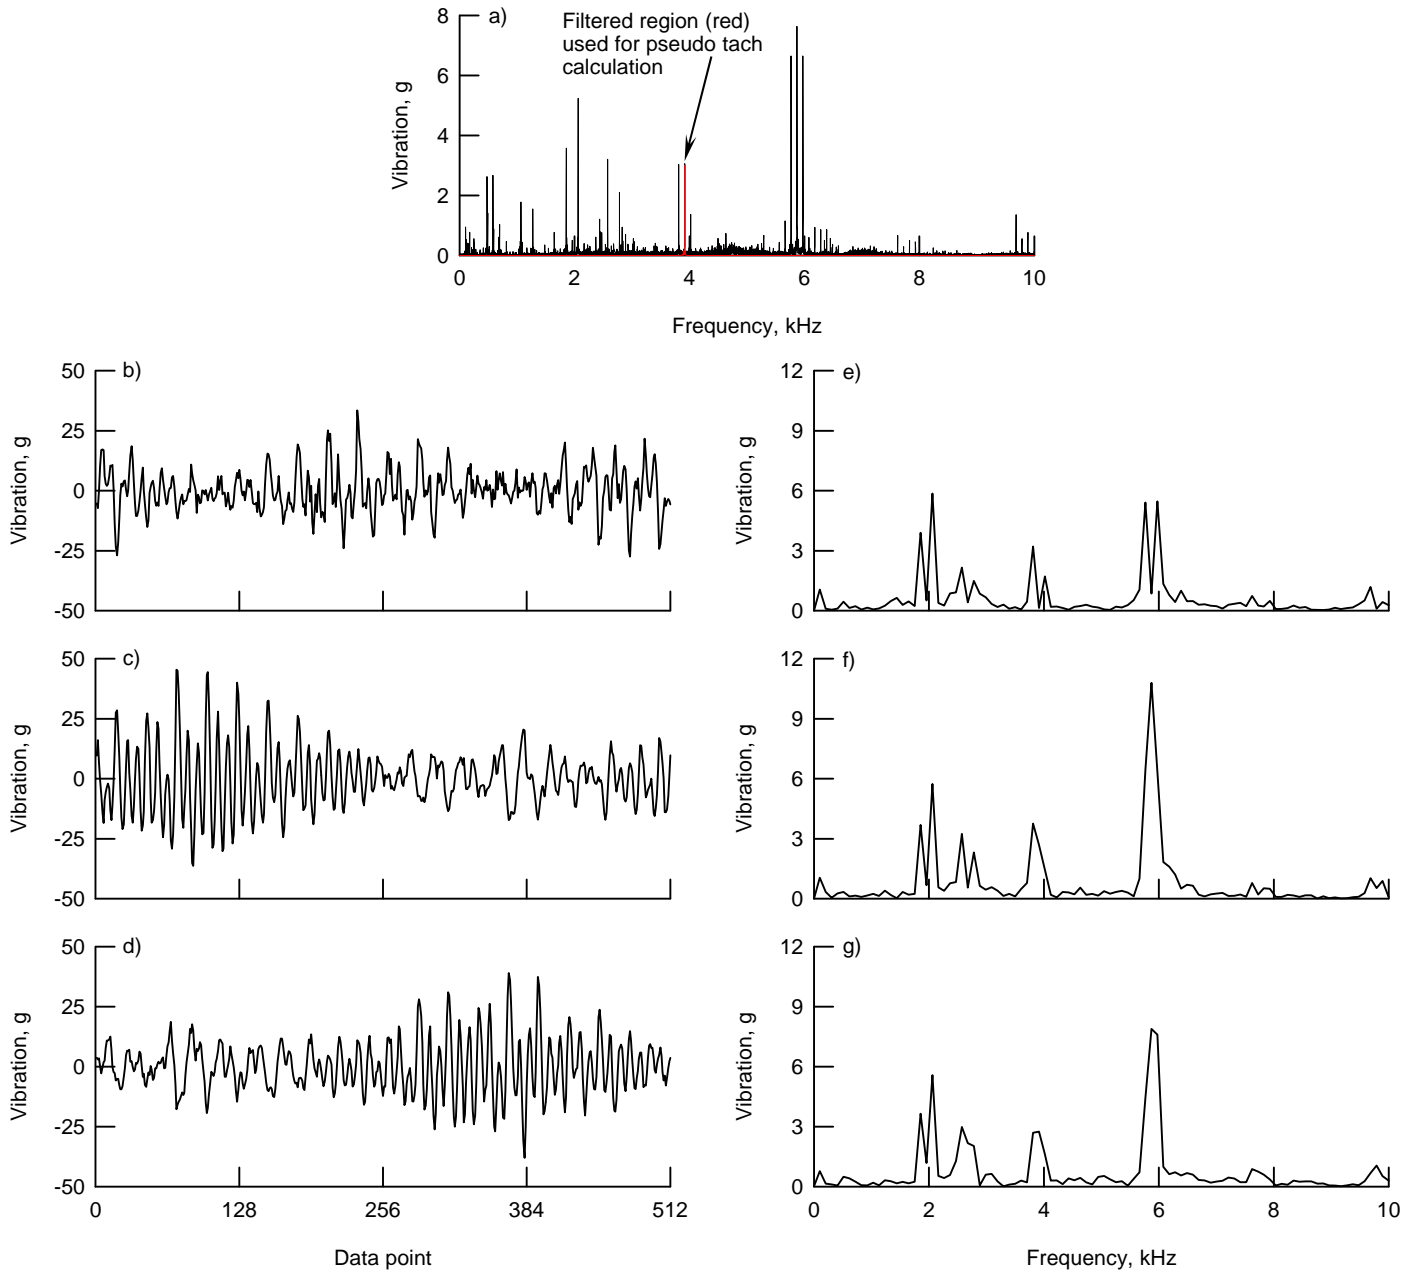 a)
Filtered region (red)
used for pseudo tach
calculation
Vibration, g
8
6
4
2
0
0 2 4 6 8 10
Frequency, kHz
b)
Vibration, g
50
25
0
-25
-50
e)
Vibration, g
12
9
6
3
0
c)
Vibration, g
50
25
0
-25
-50
f)
Vibration, g
12
9
6
3
0
d)
Vibration, g
50
25
0
-25
-50
0 128 256 384 512
Data point
g)
Vibration, g
12
9
6
3
0
0 2 4 6 8 10
Frequency, kHz